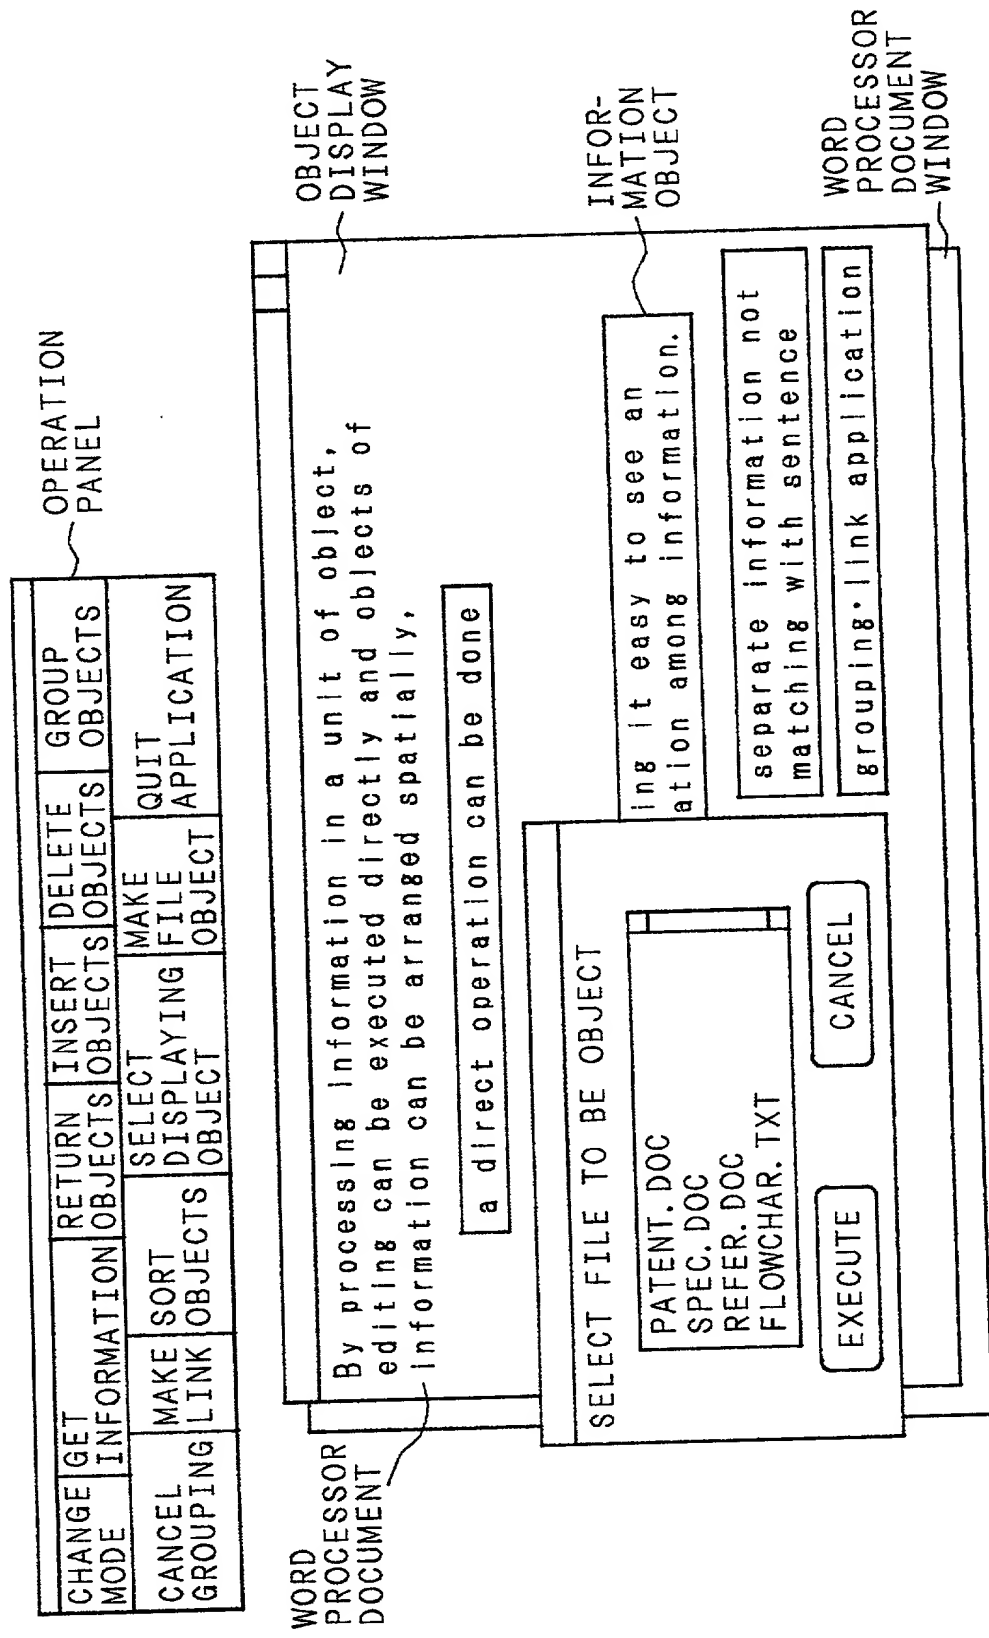 OPERATION
PANEL
CHANGE
MODE
GET
INFORMATION
RETURN
OBJECTS
INSERT
OBJECTS
DELETE
OBJECTS
GROUP
OBJECTS
CANCEL
GROUPING
MAKE
LINK
SORT
OBJECTS
SELECT
DISPLAYING
OBJECT
MAKE
FILE
OBJECT
QUIT
APPLICATION
OBJECT
DISPLAY
WINDOW
WORD
PROCESSOR
DOCUMENT
By processing information in a unit of object,
editing can be executed directly and objects of
information can be arranged spatially,
a direct operation can be done
INFOR-
MATION
OBJECT
ing it easy to see an
ation among information.
separate information not
matching with sentence
grouping·link application
SELECT FILE TO BE OBJECT
PATENT.DOC
SPEC.DOC
REFER.DOC
FLOWCHAR.TXT
EXECUTE
CANCEL
WORD
PROCESSOR
DOCUMENT
WINDOW